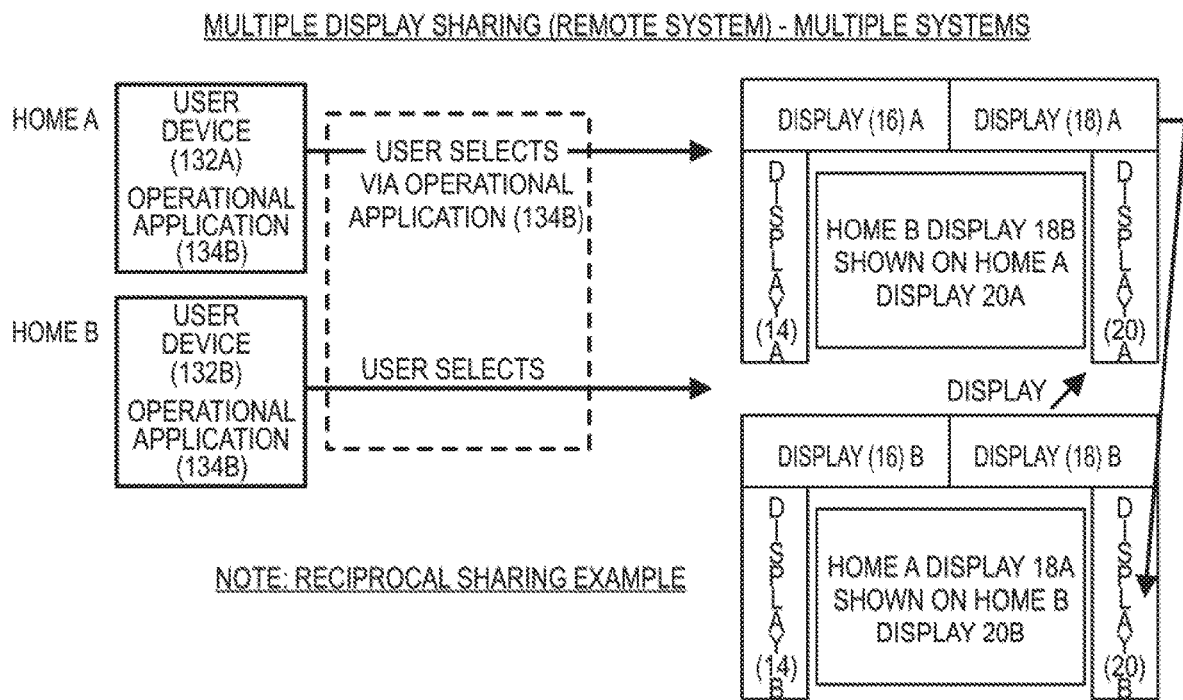 MULTIPLE DISPLAY SHARING (REMOTE SYSTEM) - MULTIPLE SYSTEMS
HOME A
USER
DEVICE
(132A)
OPERATIONAL
APPLICATION
(134B)
USER SELECTS
VIA OPERATIONAL
APPLICATION (134B)
DISPLAY (16) A
DISPLAY (18) A
DISPLAY (14) A
HOME B DISPLAY 18B
SHOWN ON HOME A
DISPLAY 20A
DISPLAY (20) A
HOME B
USER
DEVICE
(132B)
OPERATIONAL
APPLICATION
(134B)
USER SELECTS
DISPLAY
DISPLAY (16) B
DISPLAY (18) B
DISPLAY (14) B
HOME A DISPLAY 18A
SHOWN ON HOME B
DISPLAY 20B
DISPLAY (20) B
NOTE: RECIPROCAL SHARING EXAMPLE